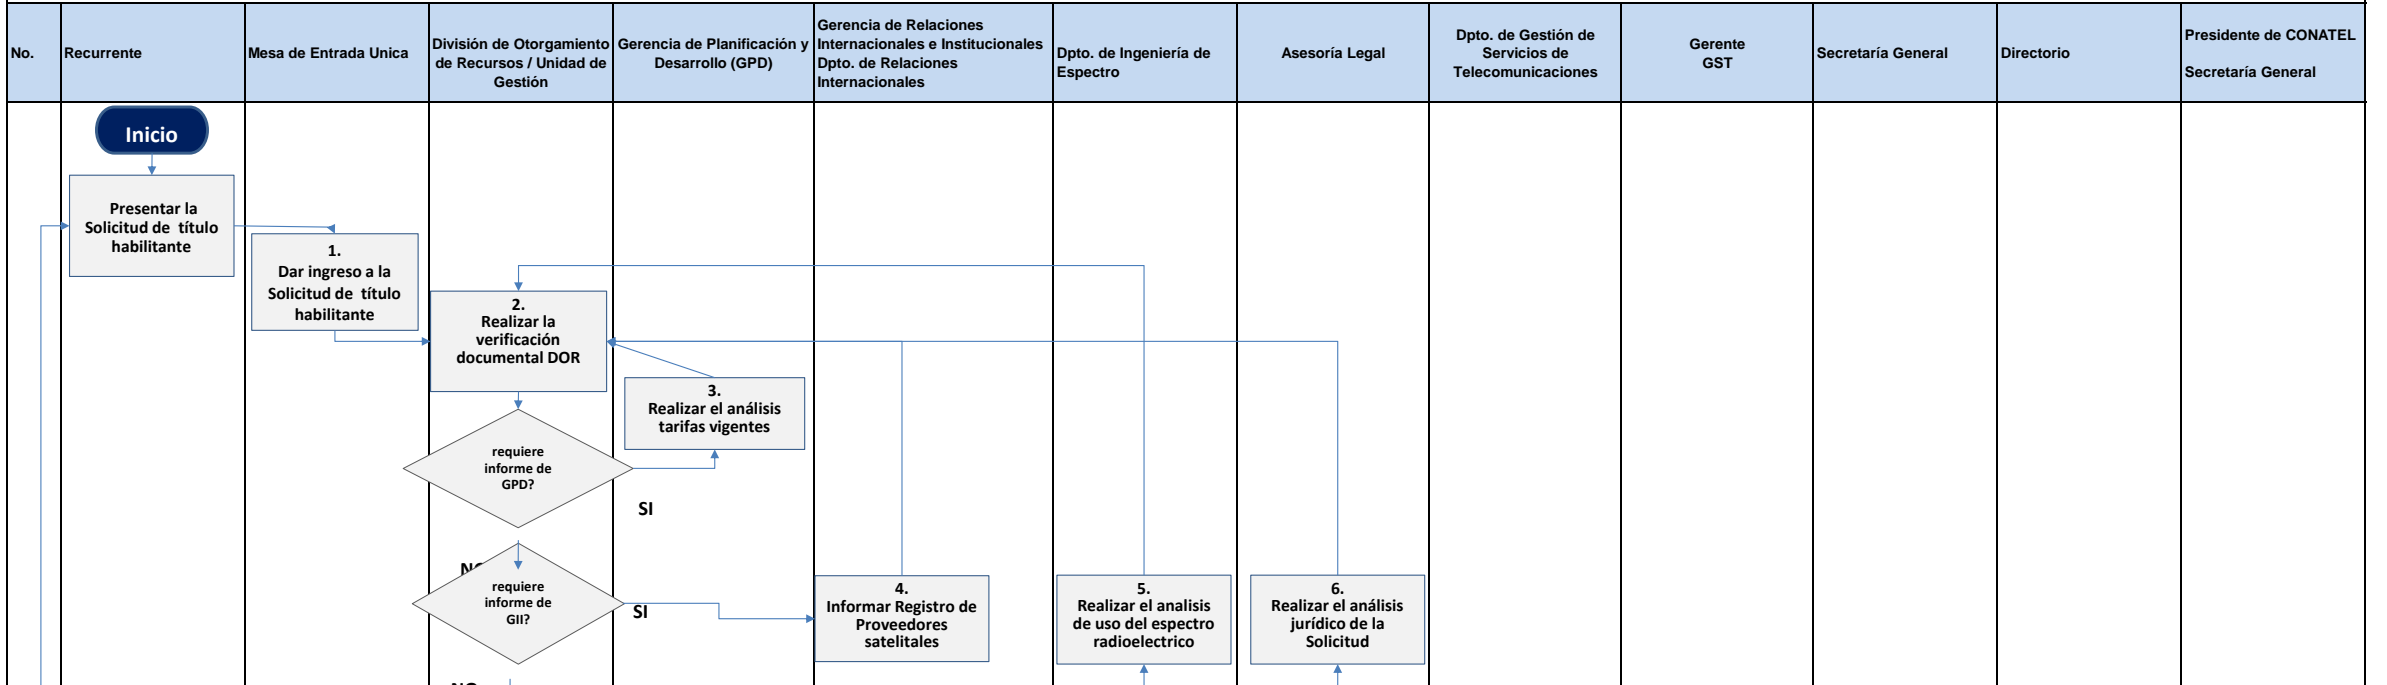 No.
Recurrente
Mesa de Entrada Unica
División de Otorgamiento
de Recursos / Unidad de
Gestión
Gerencia de Planificación y
Desarrollo (GPD)
Gerencia de Relaciones
Internacionales e Institucionales
Dpto. de Relaciones
Internacionales
Dpto. de Ingeniería de
Espectro
Asesoría Legal
Dpto. de Gestión de
Servicios de
Telecomunicaciones
Gerente
GST
Secretaría General
Directorio
Presidente de CONATEL
Secretaría General
Inicio
Presentar la
Solicitud de título
habilitante
1.
Dar ingreso a la
Solicitud de título
habilitante
2.
Realizar la
verificación
documental DOR
3.
Realizar el análisis
tarifas vigentes
requiere
informe de
GPD?
SI
NO
requiere
informe de
GII?
SI
4.
Informar Registro de
Proveedores
satelitales
5.
Realizar el analisis
de uso del espectro
radioelectrico
6.
Realizar el análisis
jurídico de la
Solicitud
NO